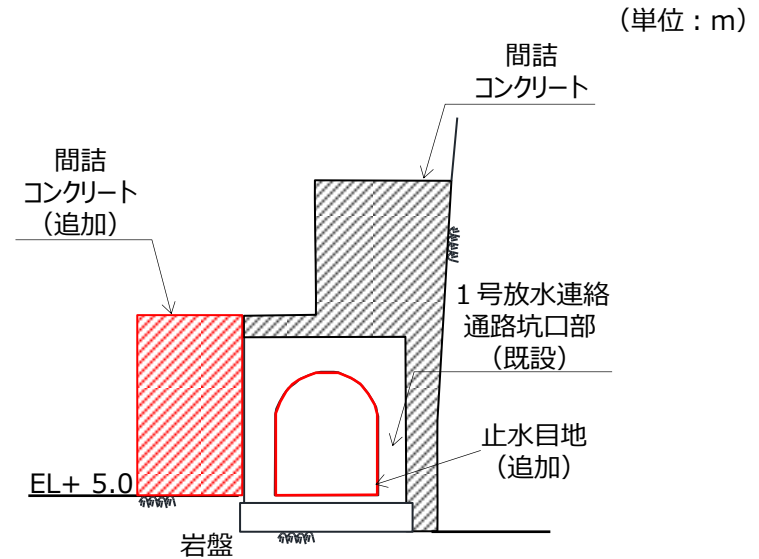 （単位：m）
間詰
コンクリート
間詰
コンクリート
（追加）
１号放水連絡
通路坑口部
（既設）
止水目地
（追加）
EL+ 5.0
岩盤